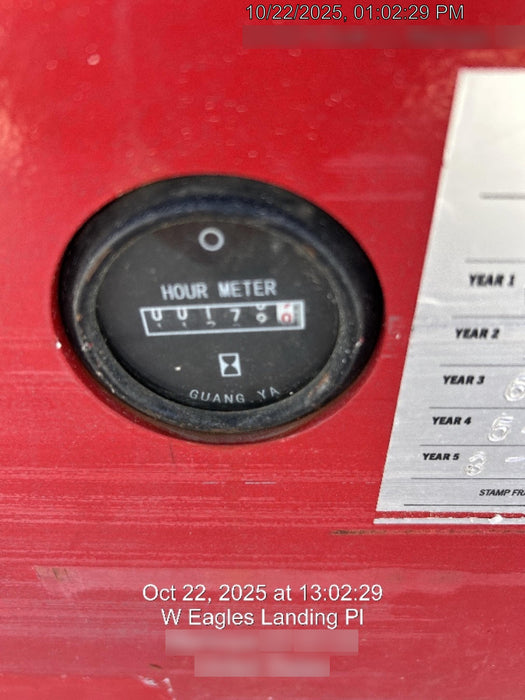 10/22/2025, 01:02:29 PM
HOUR METER
GUANG YA
YEAR 1
YEAR 2
YEAR 3
YEAR 4 5
YEAR 5
STAMP FRA
Oct 22, 2025 at 13:02:29
W Eagles Landing Pl